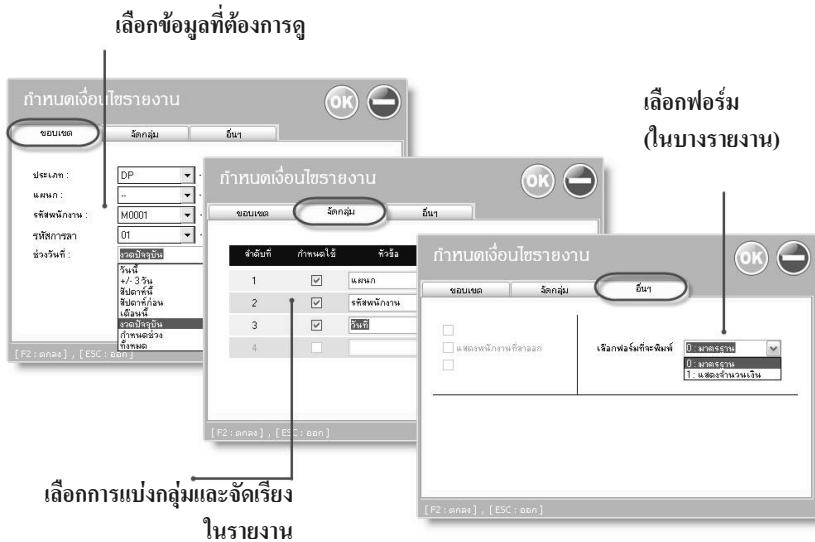 เลือกข้อมูลที่ต้องการดู
กำหนดเงื่อนไขรายงาน
OK
ขอบเขต
จัดกลุ่ม
อื่นๆ
ประเภท :
DP
แผนก :
--
รหัสพนักงาน :
M0001
รหัสการลา
01
ช่วงวันที่ :
งวดปัจจุบัน
วันนี้
+/- 3 วัน
สัปดาห์นี้
สัปดาห์ก่อน
เดือนนี้
งวดปัจจุบัน
กำหนดช่วง
ทั้งหมด
[F2 : ตกลง] , [ESC : ออก]
กำหนดเงื่อนไขรายงาน
OK
ขอบเขต
จัดกลุ่ม
อื่นๆ
ลำดับที่
กำหนดใช้
หัวข้อ
1
แผนก
2
รหัสพนักงาน
3
วันที่
4
[F2 : ตกลง] , [ESC : ออก]
เลือกการแบ่งกลุ่มและจัดเรียง
ในรายงาน
เลือกฟอร์ม
(ในบางรายงาน)
กำหนดเงื่อนไขรายงาน
OK
ขอบเขต
จัดกลุ่ม
อื่นๆ
แสดงพนักงานที่ลาออก
เลือกฟอร์มที่จะพิมพ์
0 : มาตรฐาน
0 : มาตรฐาน
1 : แสดงจำนวนเงิน
[F2 : ตกลง] , [ESC : ออก]